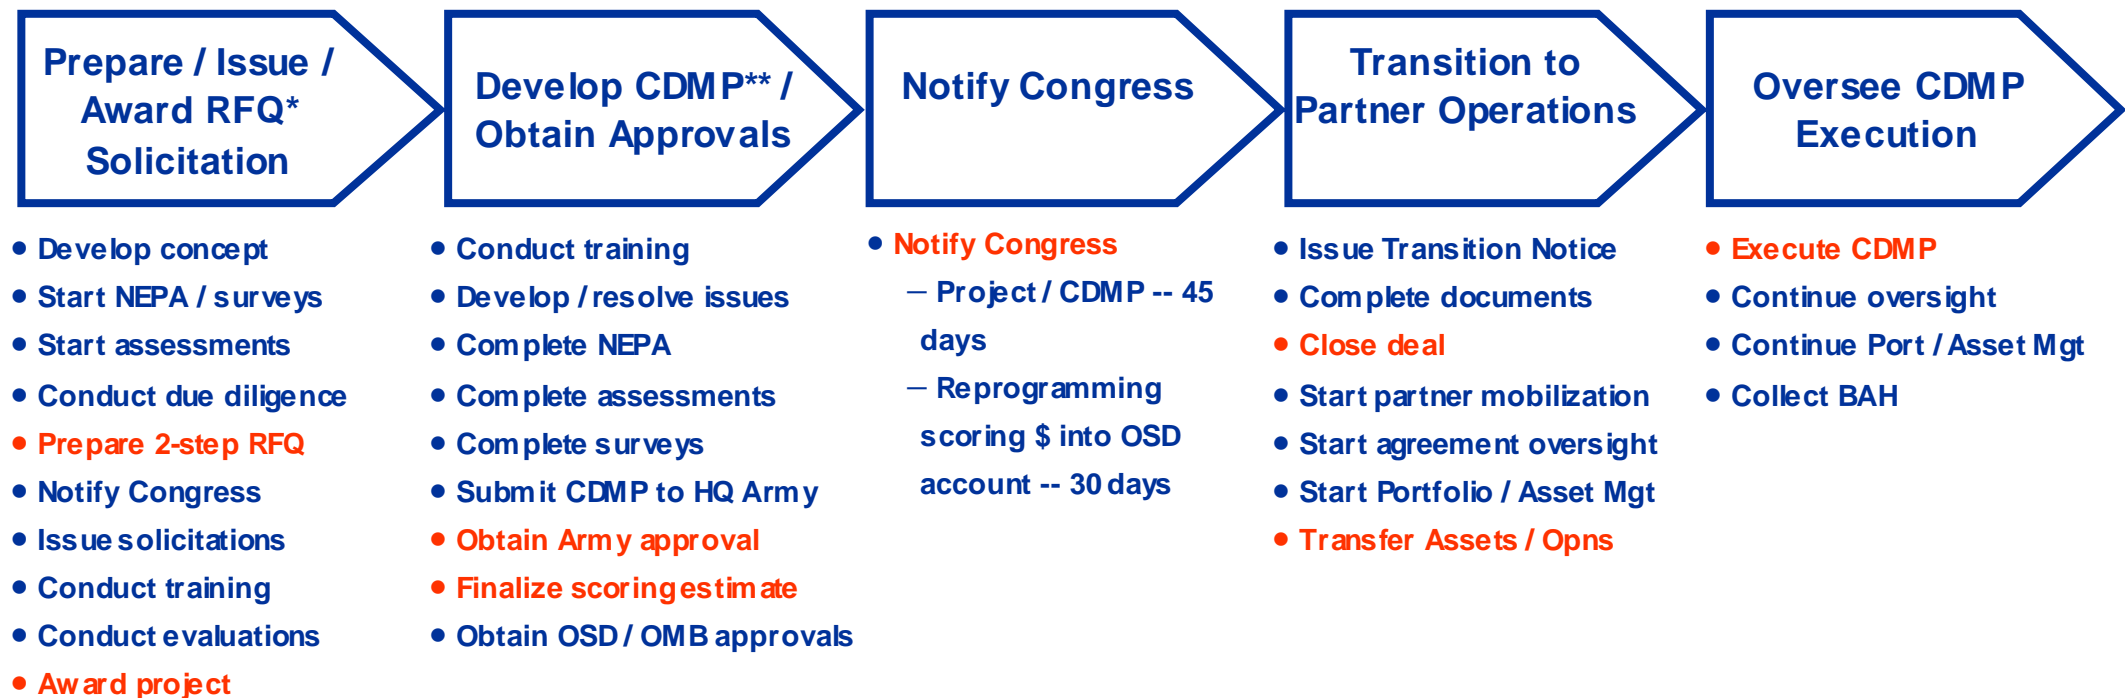 Prepare / Issue /
Award RFQ*
Solicitation
Develop CDMP** /
Obtain Approvals
Notify Congress
Transition to
Partner Operations
Oversee CDMP
Execution
• Develop concept
• Start NEPA / surveys
• Start assessments
• Conduct due diligence
• Prepare 2-step RFQ
• Notify Congress
• Issue solicitations
• Conduct training
• Conduct evaluations
• Award project
• Conduct training
• Develop / resolve issues
• Complete NEPA
• Complete assessments
• Complete surveys
• Submit CDMP to HQ Army
• Obtain Army approval
• Finalize scoring estimate
• Obtain OSD / OMB approvals
• Notify Congress
– Project / CDMP -- 45
days
– Reprogramming
scoring $ into OSD
account -- 30 days
• Issue Transition Notice
• Complete documents
• Close deal
• Start partner mobilization
• Start agreement oversight
• Start Portfolio / Asset Mgt
• Transfer Assets / Opns
• Execute CDMP
• Continue oversight
• Continue Port / Asset Mgt
• Collect BAH